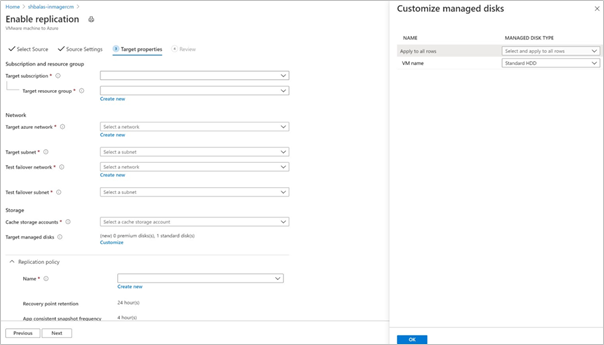 Home > shbalax-inmagercm >
Enable replication
VMware machine to Azure
Select Source
Source Settings
3 Target properties
4 Review
Subscription and resource group
Target subscription *
Target resource group *
Create new
Network
Target azure network *
Select a network
Create new
Target subnet *
Select a subnet
Test failover network *
Select a network
Create new
Test failover subnet *
Select a subnet
Storage
Cache storage accounts *
Select a cache storage account
Target managed disks
(new) 0 premium disks(s), 1 standard disk(s)
Customize
Replication policy
Name *
Create new
Recovery point retention
24 hour(s)
App consistent snapshot frequency
4 hour(s)
Previous
Next
Customize managed disks
NAME
MANAGED DISK TYPE
Apply to all rows
Select and apply to all rows
VM name
Standard HDD
OK